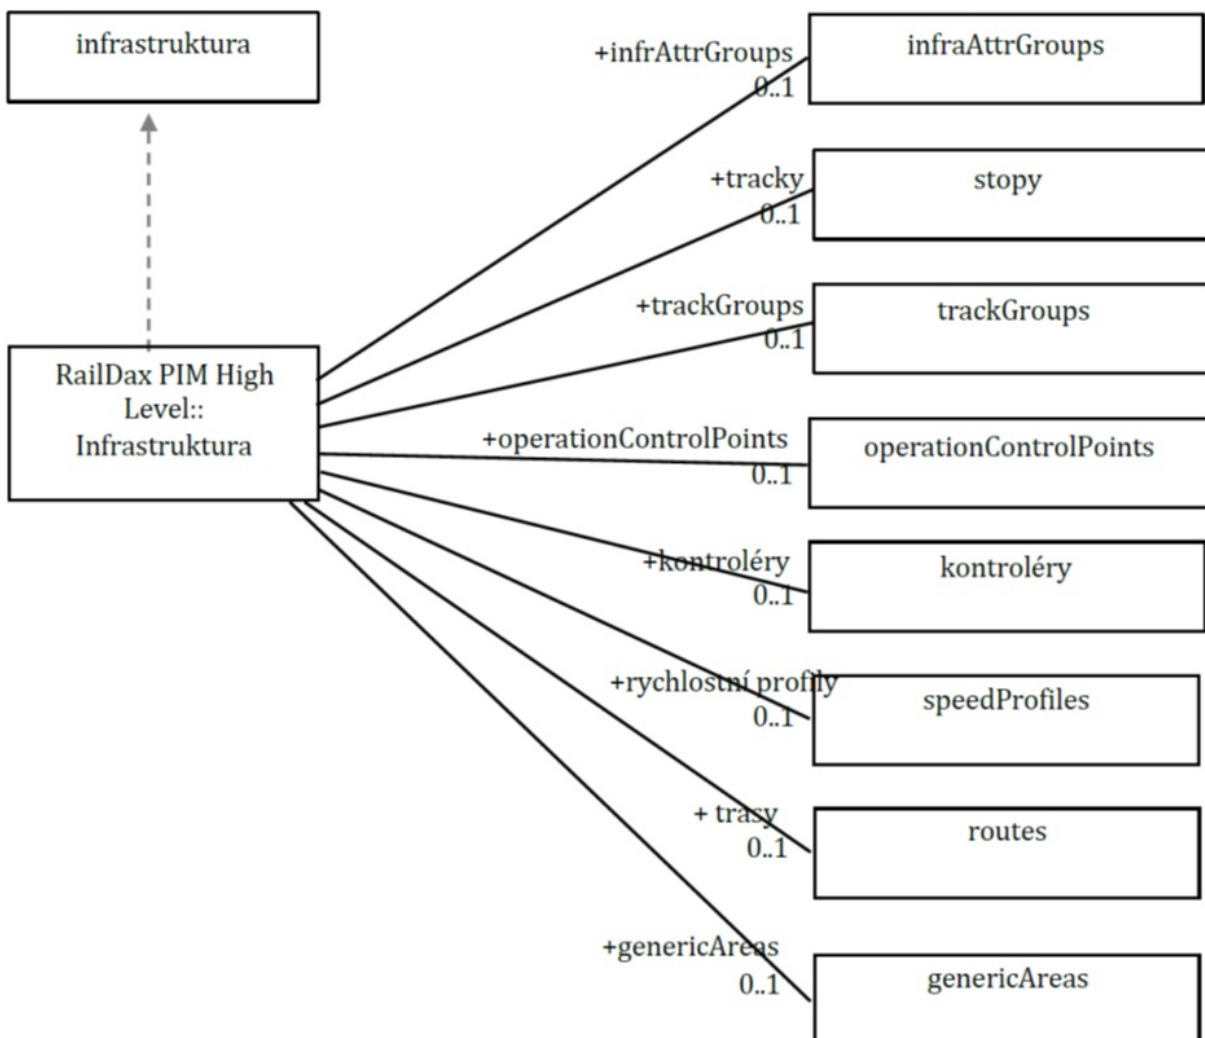 infrastruktura
+infrAttrGroups
0..1
infraAttrGroups
+tracky
0..1
stopy
+trackGroups
0..1
trackGroups
RailDax PIM High
Level::
Infrastruktura
+operationControlPoints
0..1
operationControlPoints
+kontroléry
0..1
kontroléry
+rychlostní profily
0..1
speedProfiles
+ trasy
0..1
routes
+genericAreas
0..1
genericAreas